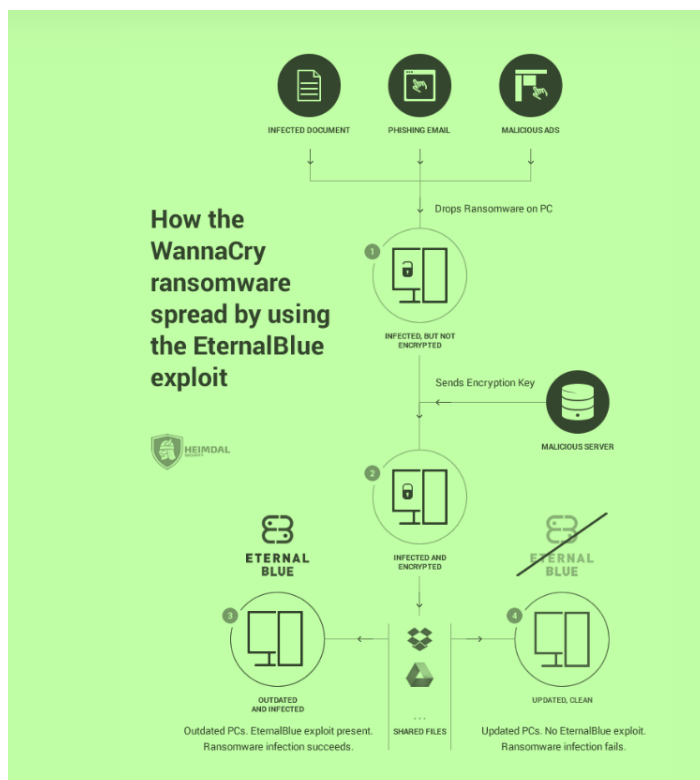 INFECTED DOCUMENT
PHISHING EMAIL
MALICIOUS ADS
Drops Ransomware on PC
How the
WannaCry
ransomware
spread by using
the EternalBlue
exploit
1
INFECTED, BUT NOT
ENCRYPTED
Sends Encryption Key
MALICIOUS SERVER
HEIMDAL
SECURITY
2
INFECTED AND
ENCRYPTED
ETERNAL
BLUE
ETERNAL
BLUE
3
4
OUTDATED
AND INFECTED
Outdated PCs. EternalBlue exploit present.
Ransomware infection succeeds.
...
SHARED FILES
UPDATED, CLEAN
Updated PCs. No EternalBlue exploit.
Ransomware infection fails.